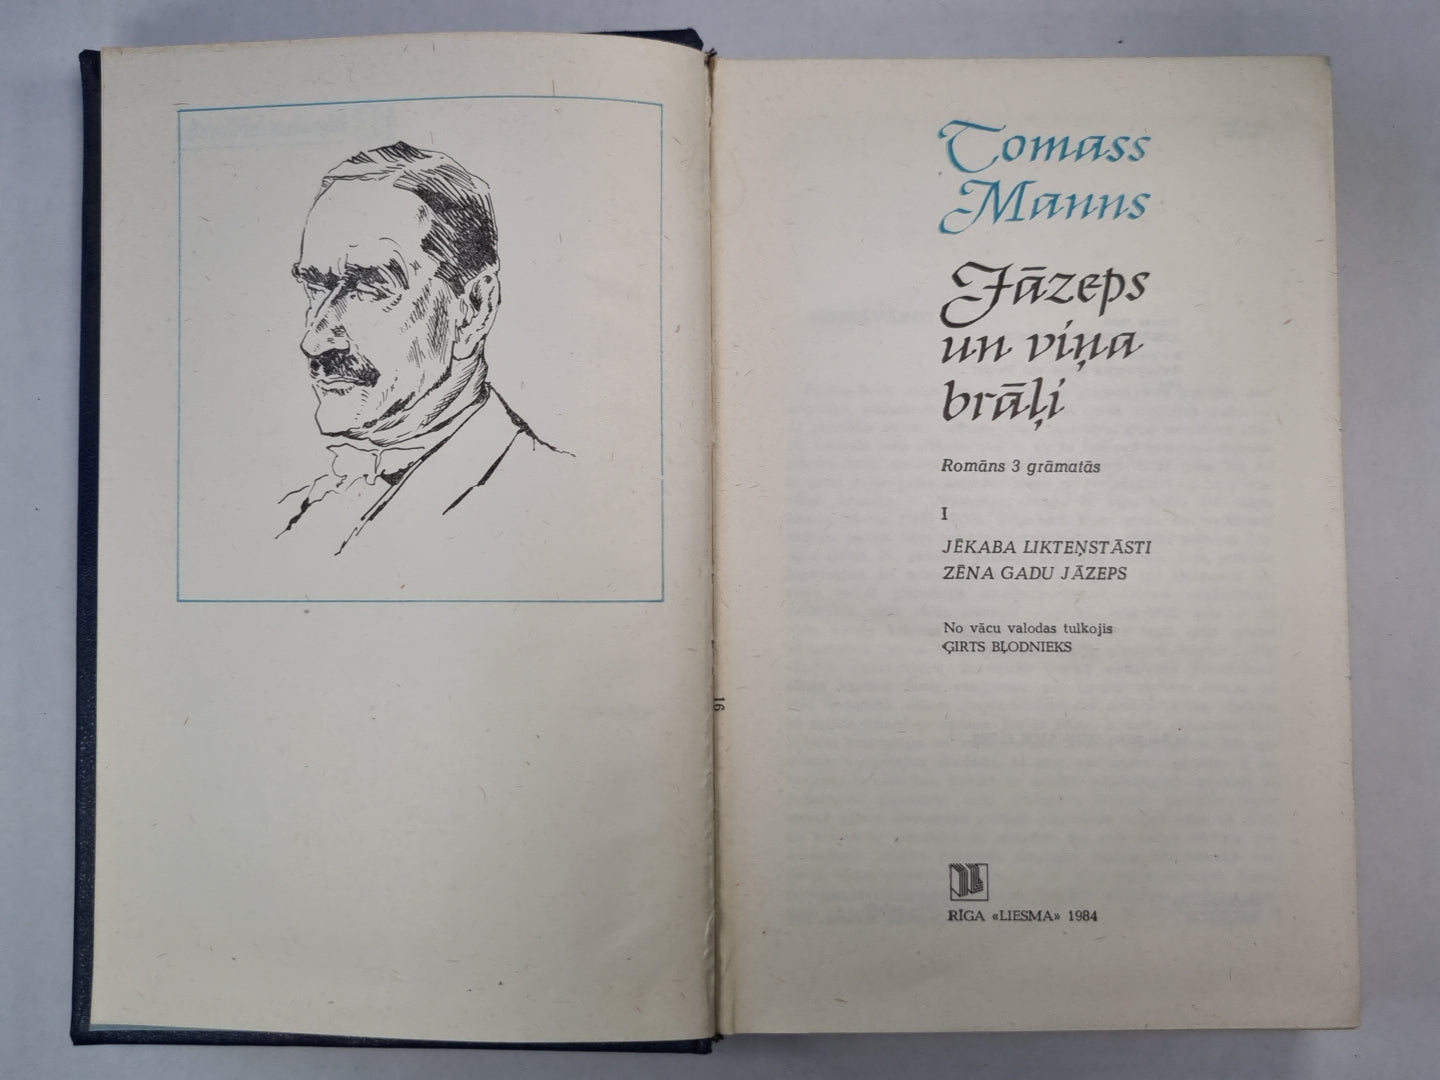 Tomass
Manns
Jāzeps
un viņa
brāļi
Romāns 3 grāmatās
I
JĒKABA LIKTEŅSTĀSTI
ZĒNA GADU JĀZEPS
No vācu valodas tulkojis
ĢIRTS BĻODNIEKS
16
RĪGA «LIESMA» 1984